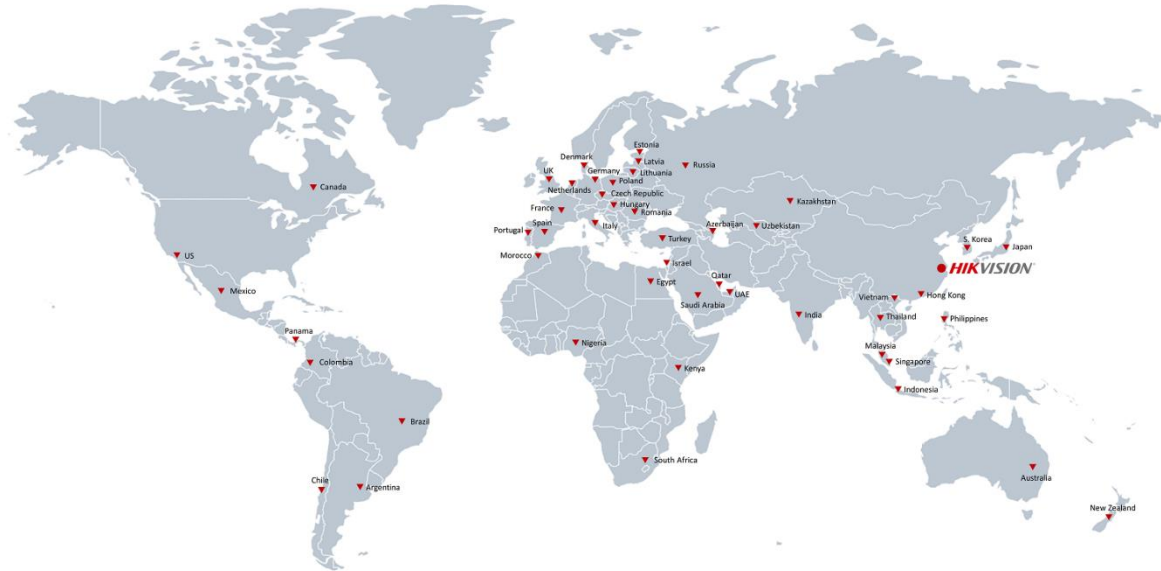 Estonia
Denmark
Latvia
Russia
UK
Germany
Lithuania
Netherlands
Poland
Canada
Czech Republic
Kazakhstan
Hungary
France
Romania
Spain
Portugal
Italy
Azerbaijan
Uzbekistan
Turkey
S. Korea
Japan
US
Morocco
Israel
HIKVISION
Qatar
Egypt
Mexico
UAE
Saudi Arabia
Vietnam
Hong Kong
India
Thailand
Philippines
Panama
Nigeria
Malaysia
Colombia
Singapore
Kenya
Indonesia
Brazil
South Africa
Chile
Argentina
Australia
New Zealand